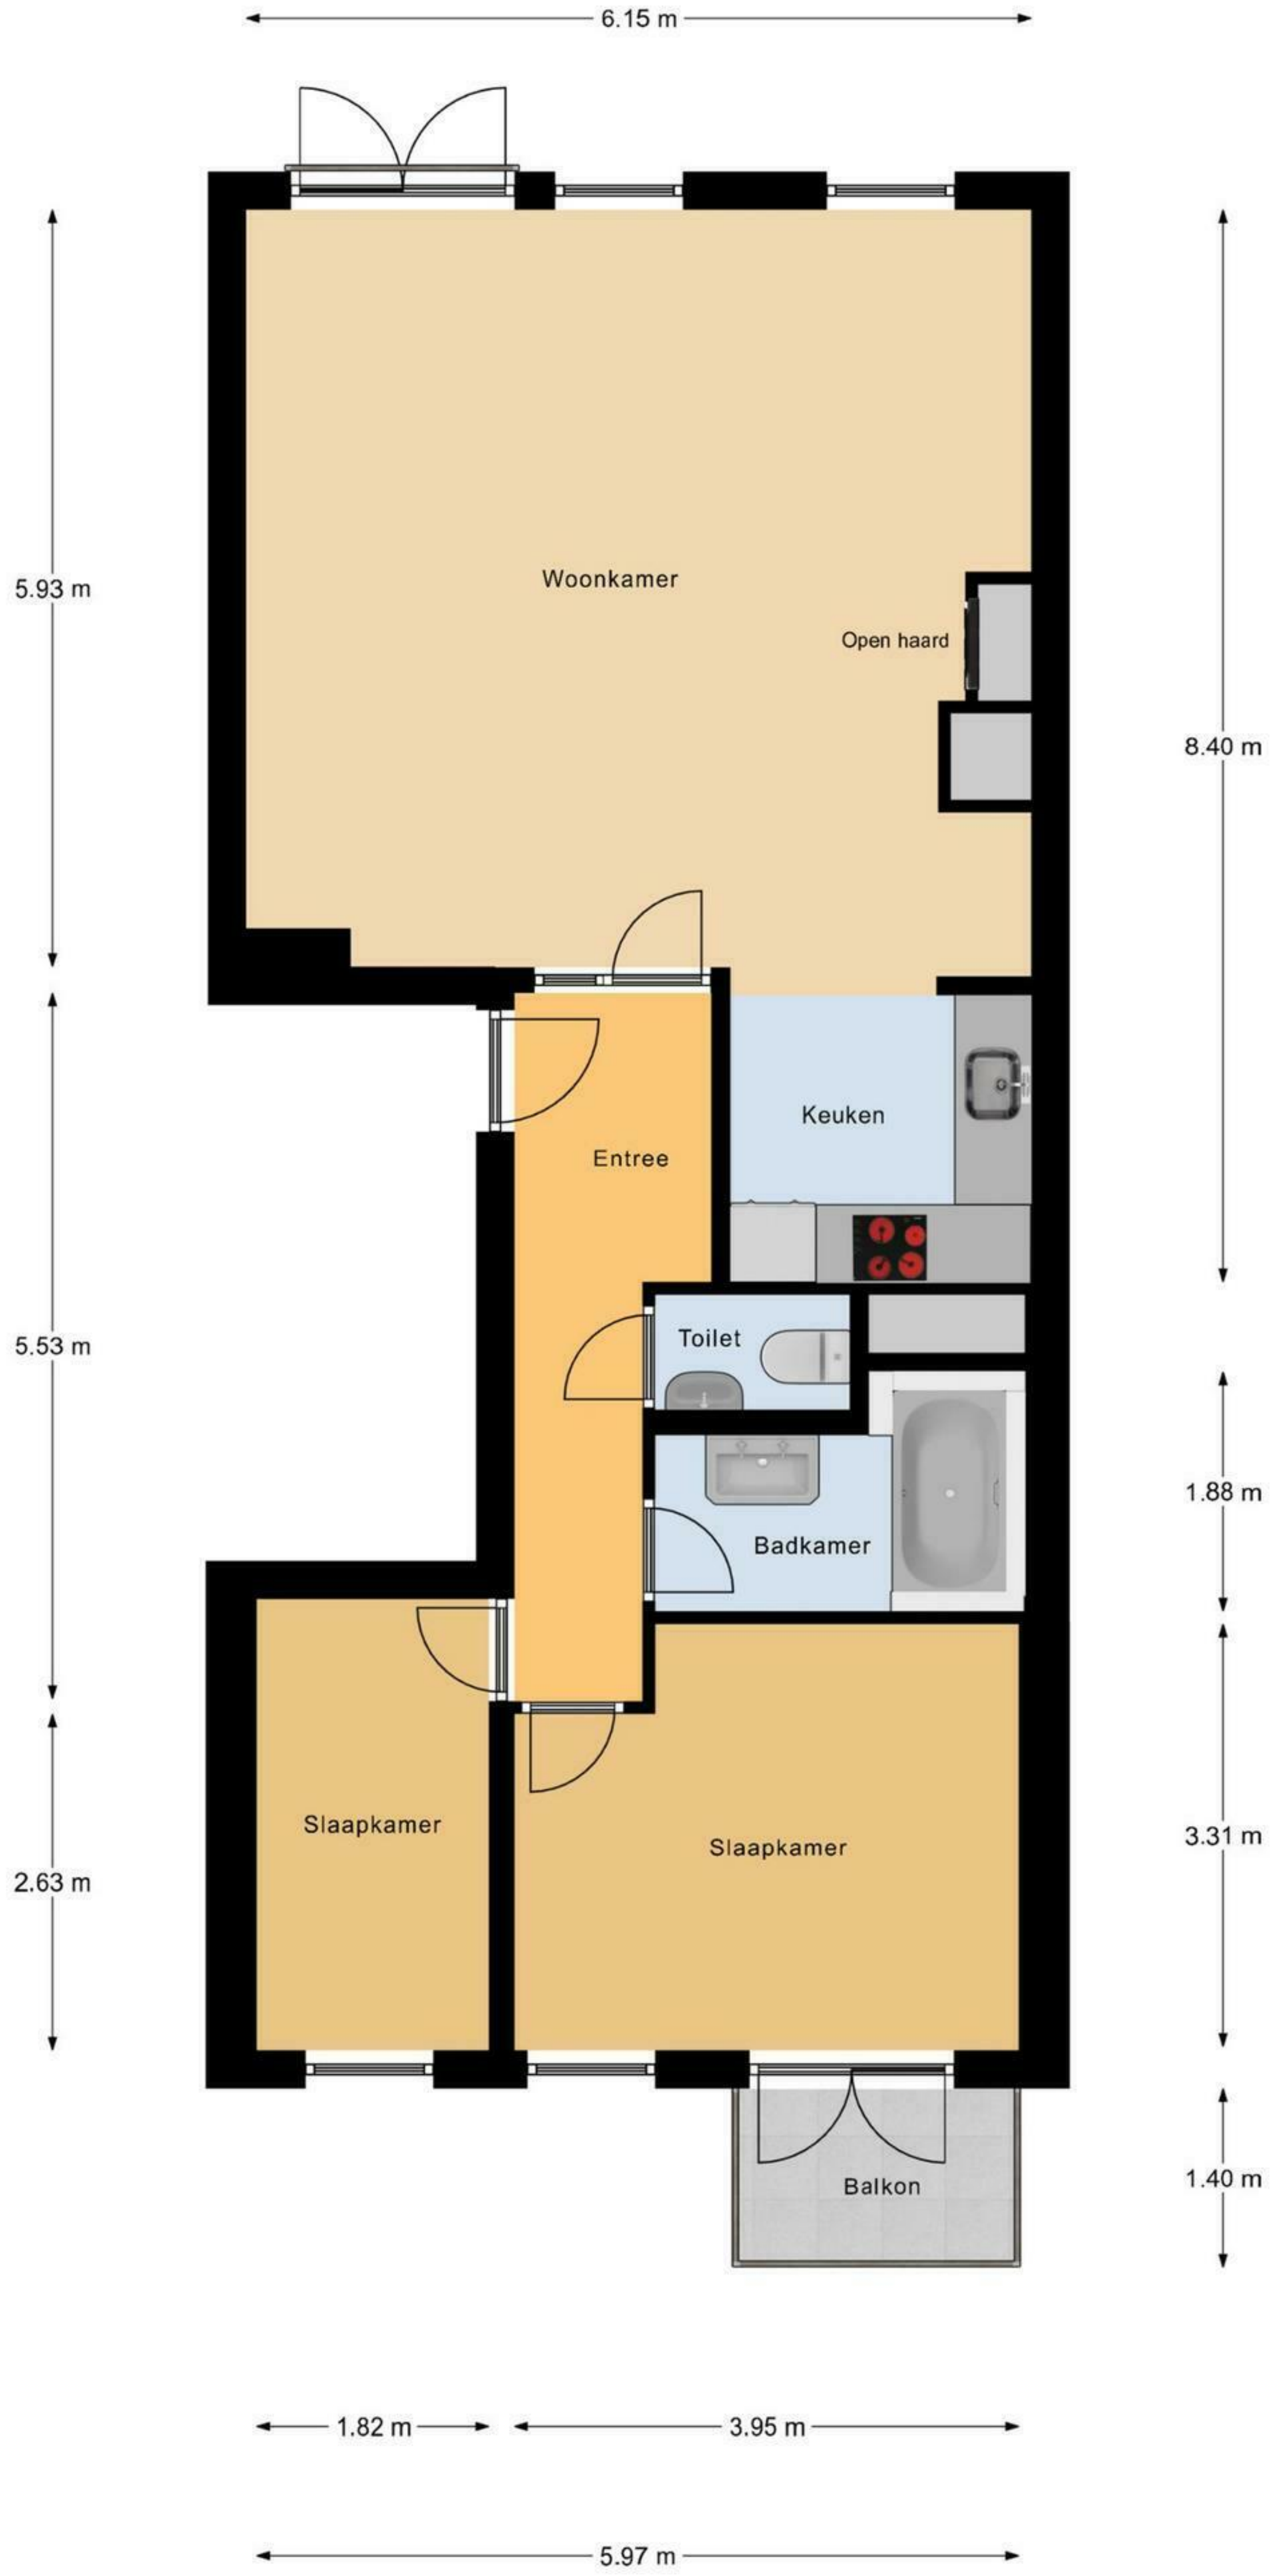 6.15 m
5.93 m
Woonkamer
Open haard
8.40 m
Keuken
Entree
Toilet
5.53 m
1.88 m
Badkamer
Slaapkamer
Slaapkamer
3.31 m
2.63 m
1.40 m
Balkon
1.82 m
3.95 m
5.97 m